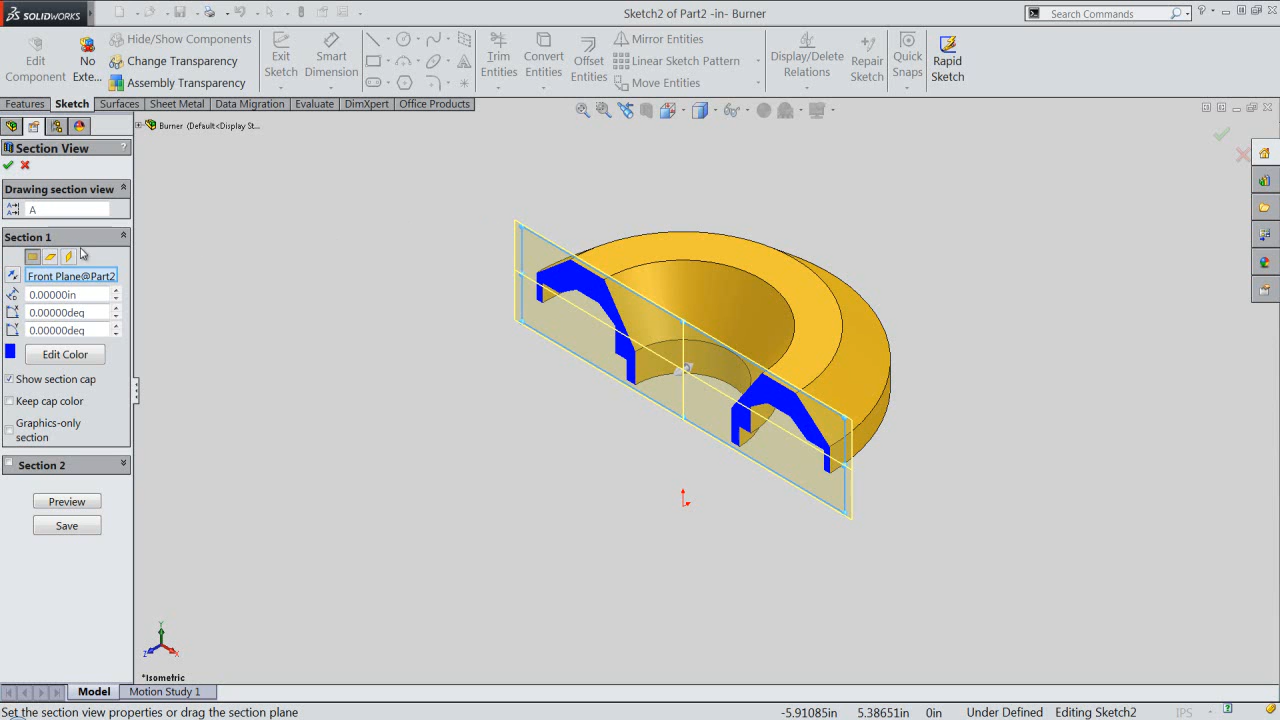 SOLIDWORKS
Sketch2 of Part2 -in- Burner
Search Commands
Edit Component
No Exte...
Hide/Show Components
Change Transparency
Assembly Transparency
Exit Sketch
Smart Dimension
Trim Entities
Convert Entities
Offset Entities
Mirror Entities
Linear Sketch Pattern
Move Entities
Display/Delete Relations
Repair Sketch
Quick Snaps
Rapid Sketch
Features Sketch Surfaces Sheet Metal Data Migration Evaluate DimXpert Office Products
Burner (Default<Display St...
Section View ?
Drawing section view
A
Section 1
Front Plane@Part2
0.00000in
0.00000deg
0.00000deg
Edit Color
Show section cap
Keep cap color
Graphics-only
section
Section 2
Preview
Save
Y
Z X
*Isometric
Model Motion Study 1
Set the section view properties or drag the section plane -5.91085in 5.38651in 0in Under Defined Editing Sketch2 IPS